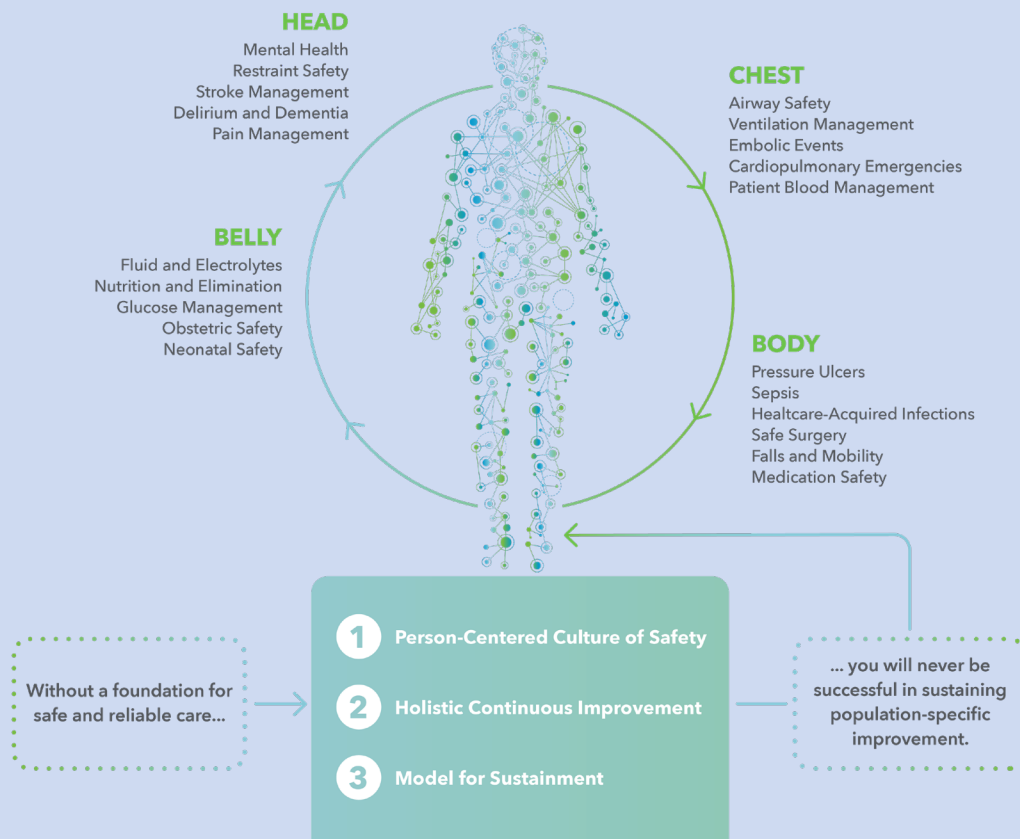 HEAD
Mental Health
Restraint Safety
Stroke Management
Delirium and Dementia
Pain Management
CHEST
Airway Safety
Ventilation Management
Embolic Events
Cardiopulmonary Emergencies
Patient Blood Management
BELLY
Fluid and Electrolytes
Nutrition and Elimination
Glucose Management
Obstetric Safety
Neonatal Safety
BODY
Pressure Ulcers
Sepsis
Healtcare-Acquired Infections
Safe Surgery
Falls and Mobility
Medication Safety
Without a foundation for
safe and reliable care...
1 Person-Centered Culture of Safety
2 Holistic Continuous Improvement
3 Model for Sustainment
... you will never be
successful in sustaining
population-specific
improvement.